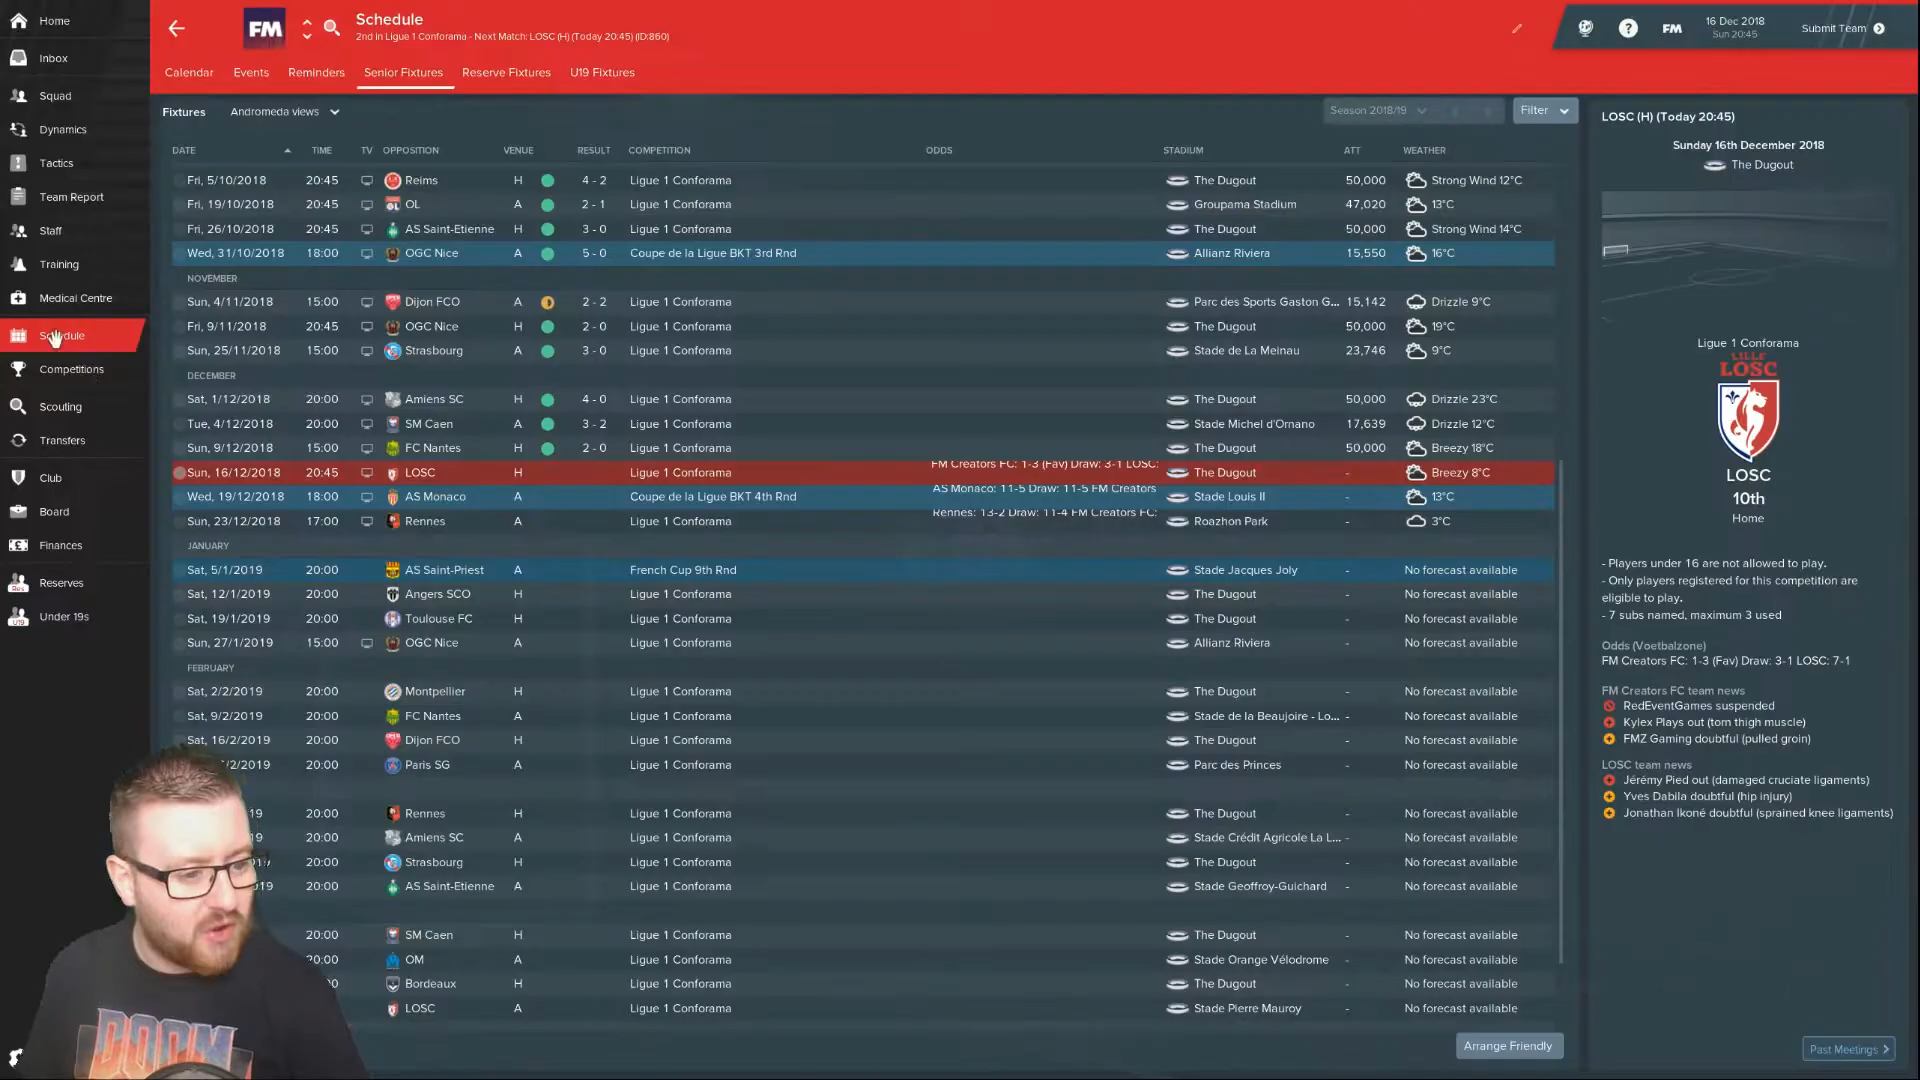 Home
Inbox
Squad
Dynamics
Tactics
Team Report
Staff
Training
Medical Centre
Schedule
Competitions
Scouting
Transfers
Club
Board
Finances
Reserves
Under 19s
FM
Schedule
2nd in Ligue 1 Conforama - Next Match: LOSC (H) (Today 20:45) (ID:860)
FM
16 Dec 2018
Sun 20:45
Submit Team
Calendar Events Reminders Senior Fixtures Reserve Fixtures U19 Fixtures
Fixtures Andromeda views Season 2018/19 Filter
DATE TIME TV OPPOSITION VENUE RESULT COMPETITION ODDS STADIUM ATT WEATHER
Fri, 5/10/2018 20:45 Reims H 4 - 2 Ligue 1 Conforama The Dugout 50,000 Strong Wind 12°C
Fri, 19/10/2018 20:45 OL A 2 - 1 Ligue 1 Conforama Groupama Stadium 47,020 13°C
Fri, 26/10/2018 20:45 AS Saint-Etienne H 3 - 0 Ligue 1 Conforama The Dugout 50,000 Strong Wind 14°C
Wed, 31/10/2018 18:00 OGC Nice A 5 - 0 Coupe de la Ligue BKT 3rd Rnd Allianz Riviera 15,550 16°C
NOVEMBER
Sun, 4/11/2018 15:00 Dijon FCO A 2 - 2 Ligue 1 Conforama Parc des Sports Gaston G... 15,142 Drizzle 9°C
Fri, 9/11/2018 20:45 OGC Nice H 2 - 0 Ligue 1 Conforama The Dugout 50,000 19°C
Sun, 25/11/2018 15:00 Strasbourg A 3 - 0 Ligue 1 Conforama Stade de La Meinau 23,746 9°C
DECEMBER
Sat, 1/12/2018 20:00 Amiens SC H 4 - 0 Ligue 1 Conforama The Dugout 50,000 Drizzle 23°C
Tue, 4/12/2018 20:00 SM Caen A 3 - 2 Ligue 1 Conforama Stade Michel d'Ornano 17,639 Drizzle 12°C
Sun, 9/12/2018 15:00 FC Nantes H 2 - 0 Ligue 1 Conforama The Dugout 50,000 Breezy 18°C
Sun, 16/12/2018 20:45 LOSC H Ligue 1 Conforama FM Creators FC: 1-3 (Fav) Draw: 3-1 LOSC: The Dugout - Breezy 8°C
Wed, 19/12/2018 18:00 AS Monaco A Coupe de la Ligue BKT 4th Rnd AS Monaco: 11-5 Draw: 11-5 FM Creators Stade Louis II - 13°C
Sun, 23/12/2018 17:00 Rennes A Ligue 1 Conforama Rennes: 13-2 Draw: 11-4 FM Creators FC: Roazhon Park - 3°C
JANUARY
Sat, 5/1/2019 20:00 AS Saint-Priest A French Cup 9th Rnd Stade Jacques Joly - No forecast available
Sat, 12/1/2019 20:00 Angers SCO H Ligue 1 Conforama The Dugout - No forecast available
Sat, 19/1/2019 20:00 Toulouse FC H Ligue 1 Conforama The Dugout - No forecast available
Sun, 27/1/2019 15:00 OGC Nice A Ligue 1 Conforama Allianz Riviera - No forecast available
FEBRUARY
Sat, 2/2/2019 20:00 Montpellier H Ligue 1 Conforama The Dugout - No forecast available
Sat, 9/2/2019 20:00 FC Nantes A Ligue 1 Conforama Stade de la Beaujoire - Lo... - No forecast available
Sat, 16/2/2019 20:00 Dijon FCO H Ligue 1 Conforama The Dugout - No forecast available
/2/2019 20:00 Paris SG A Ligue 1 Conforama Parc des Princes - No forecast available
19 20:00 Rennes H Ligue 1 Conforama The Dugout - No forecast available
19 20:00 Amiens SC A Ligue 1 Conforama Stade Crédit Agricole La L... - No forecast available
20:00 Strasbourg H Ligue 1 Conforama The Dugout - No forecast available
019 20:00 AS Saint-Etienne A Ligue 1 Conforama Stade Geoffroy-Guichard - No forecast available
20:00 SM Caen H Ligue 1 Conforama The Dugout - No forecast available
20:00 OM A Ligue 1 Conforama Stade Orange Vélodrome - No forecast available
Bordeaux H Ligue 1 Conforama The Dugout - No forecast available
LOSC A Ligue 1 Conforama Stade Pierre Mauroy - No forecast available
Arrange Friendly
LOSC (H) (Today 20:45)
Sunday 16th December 2018
The Dugout
Ligue 1 Conforama
LILLE
LOSC
LOSC
10th
Home
- Players under 16 are not allowed to play.
- Only players registered for this competition are
eligible to play.
- 7 subs named, maximum 3 used
Odds (Voetbalzone)
FM Creators FC: 1-3 (Fav) Draw: 3-1 LOSC: 7-1
FM Creators FC team news
RedEventGames suspended
Kylex Plays out (torn thigh muscle)
FMZ Gaming doubtful (pulled groin)
LOSC team news
Jérémy Pied out (damaged cruciate ligaments)
Yves Dabila doubtful (hip injury)
Jonathan Ikoné doubtful (sprained knee ligaments)
Past Meetings
DOOM